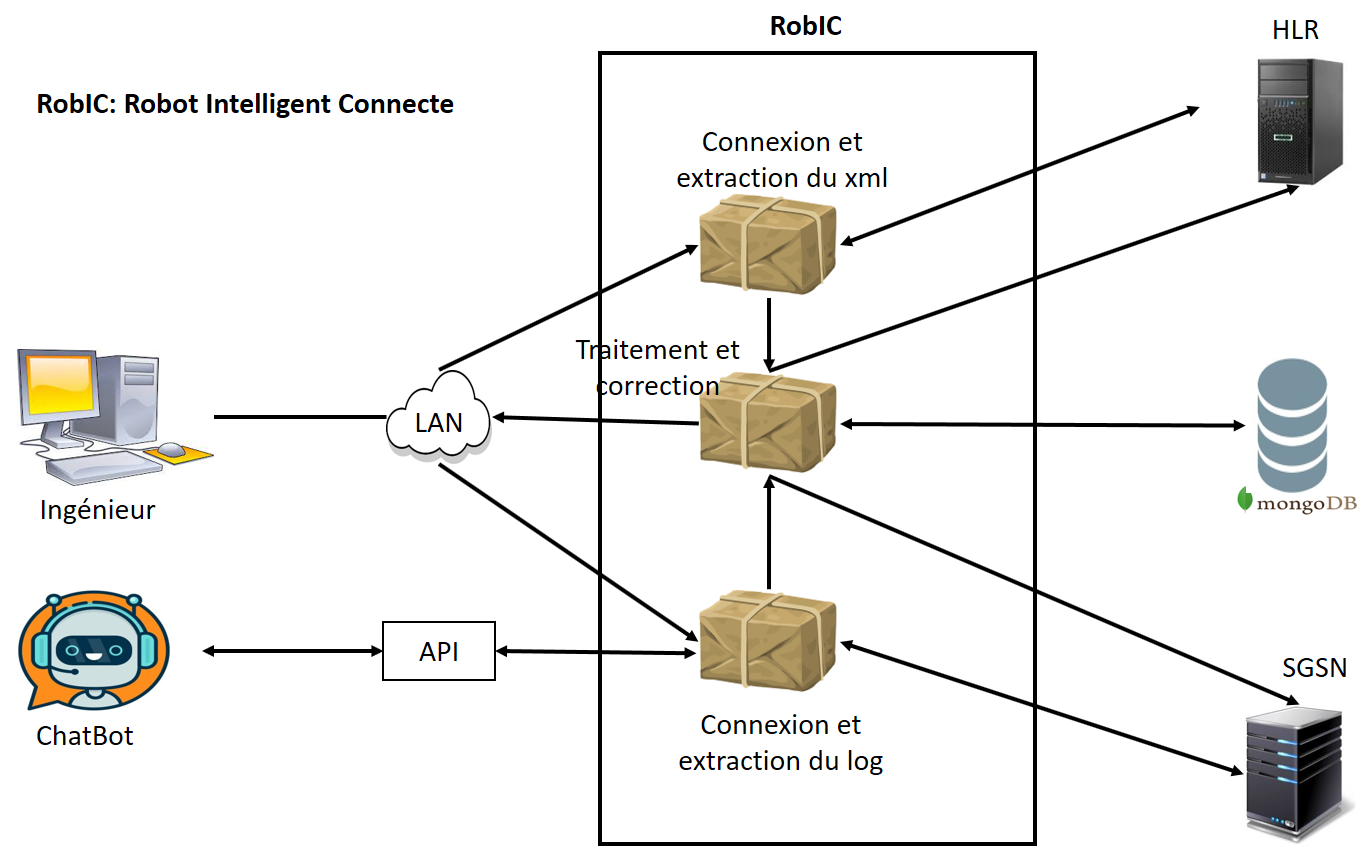 RobIC
HLR
RobIC: Robot Intelligent Connecte
Connexion et
extraction du xml
Traitement et
correction
LAN
Ingénieur
mongoDB
API
ChatBot
SGSN
Connexion et
extraction du log